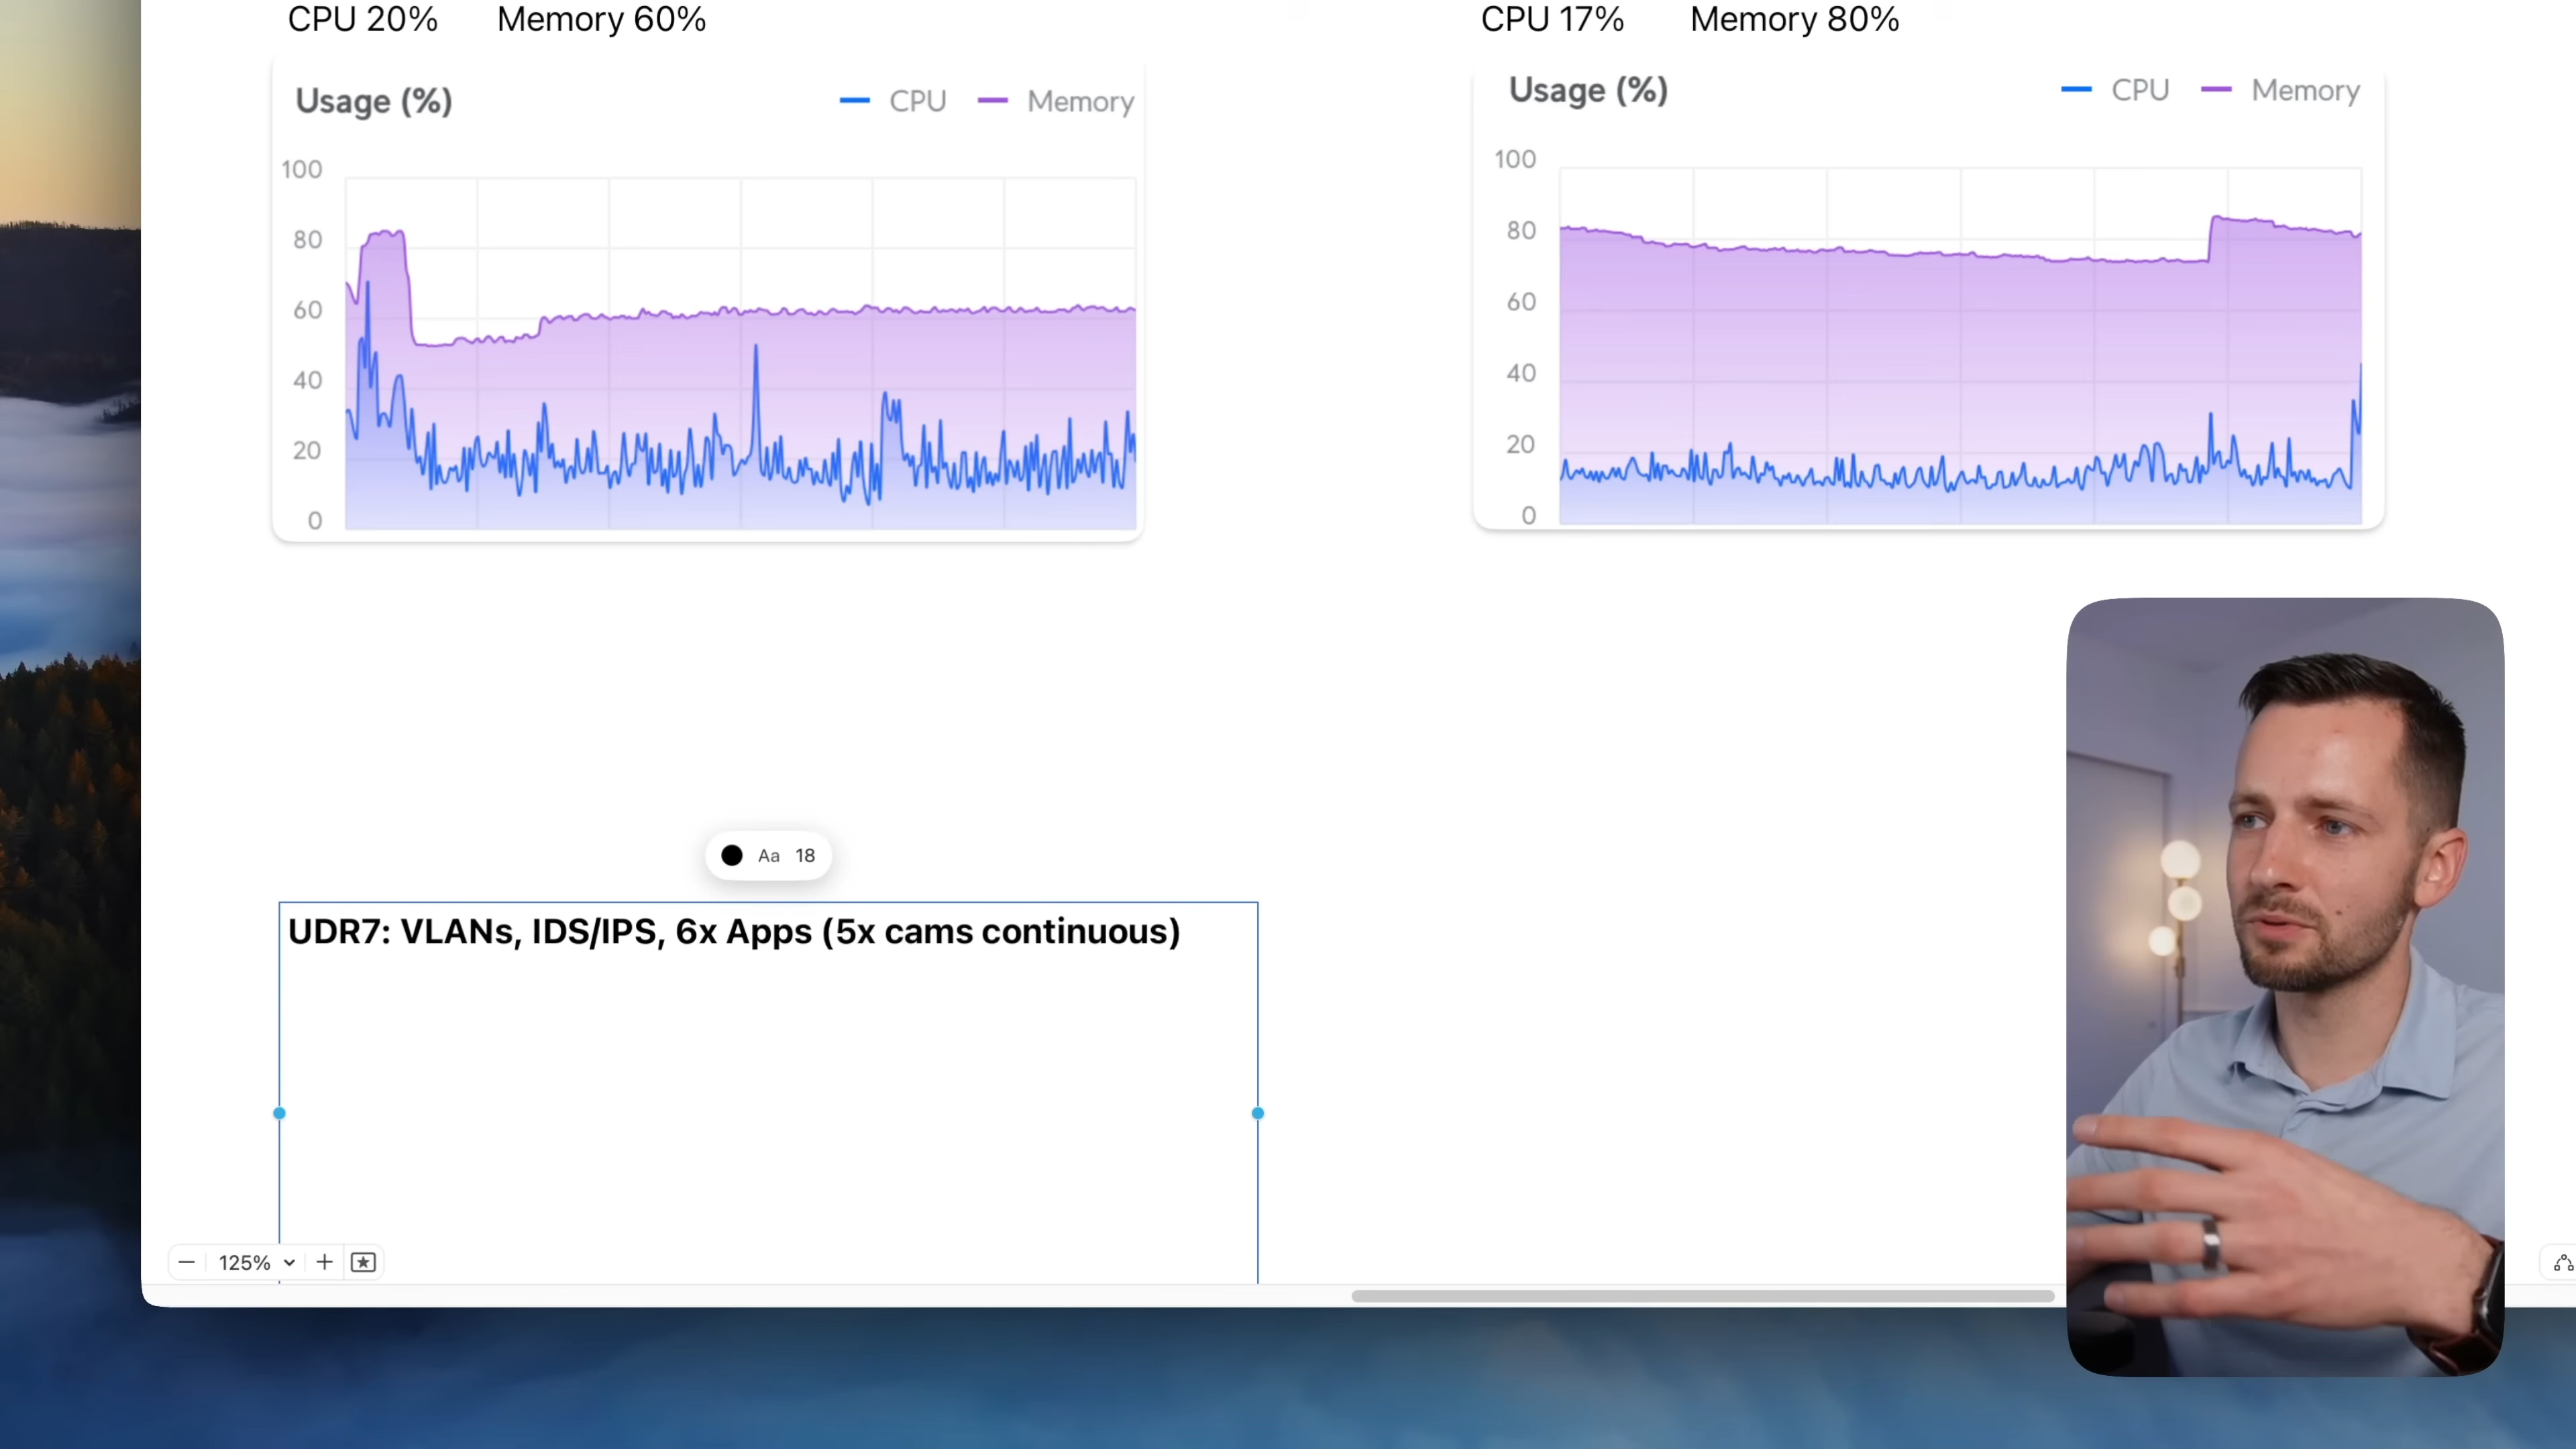 CPU 20% Memory 60%
CPU 17% Memory 80%
Usage (%)
CPU Memory
100
80
60
40
20
0
Usage (%)
CPU Memory
100
80
60
40
20
0
Aa 18
UDR7: VLANs, IDS/IPS, 6x Apps (5x cams continuous)
125%